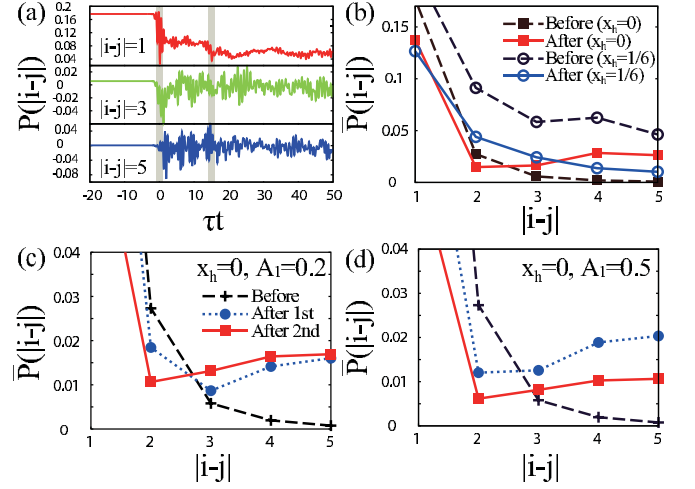 (a)
P(|i-j|)
0.2
0.16
0.12
0.08
0.04
|i-j|=1
0.02
0
-0.02
-0.04
|i-j|=3
0.04
0
-0.04
-0.08
|i-j|=5
-20 -10 0 10 20 30 40 50
τt
(b)
P̅(|i-j|)
0.15
0.10
0.05
0
Before (x_h=0)
After (x_h=0)
Before (x_h=1/6)
After (x_h=1/6)
1 2 3 4 5
|i-j|
(c)
P̅(|i-j|)
0.04
0.03
0.02
0.01
0
x_h=0, A_1=0.2
Before
After 1st
After 2nd
1 2 3 4 5
|i-j|
(d)
P̅(|i-j|)
0.04
0.03
0.02
0.01
0
x_h=0, A_1=0.5
1 2 3 4 5
|i-j|